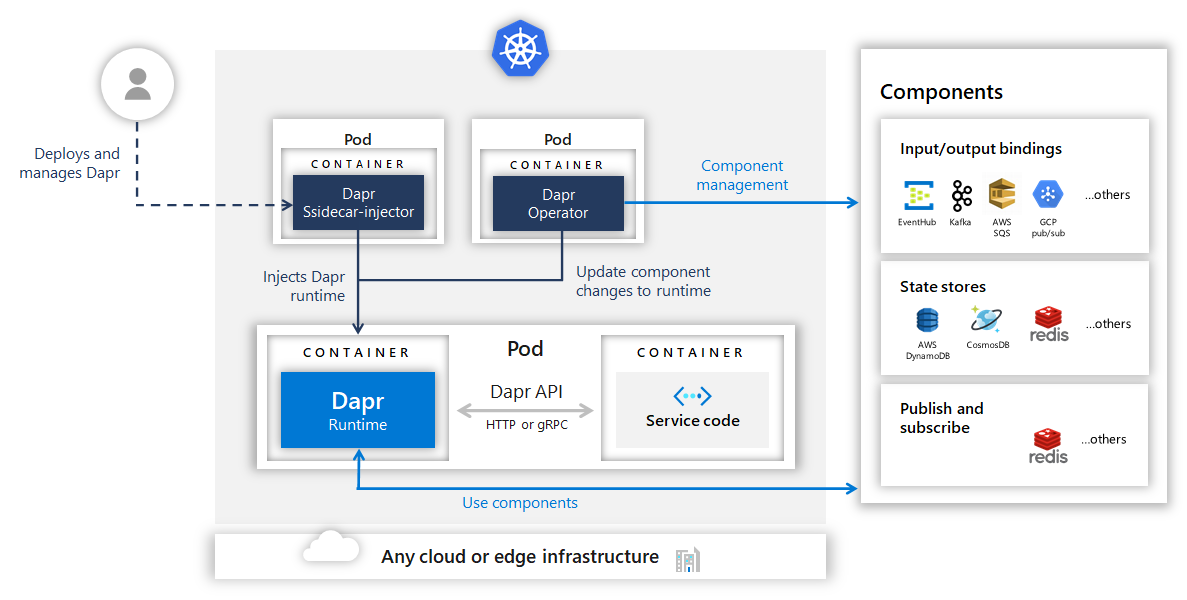 Deploys and
manages Dapr
Pod
CONTAINER
Dapr
Ssidecar-injector
Pod
CONTAINER
Dapr
Operator
Component
management
Injects Dapr
runtime
Update component
changes to runtime
CONTAINER
Dapr
Runtime
Pod
Dapr API
HTTP or gRPC
CONTAINER
Service code
Use components
Any cloud or edge infrastructure
Components
Input/output bindings
EventHub
Kafka
AWS
SQS
GCP
pub/sub
...others
State stores
AWS
DynamoDB
CosmosDB
redis
...others
Publish and
subscribe
redis
...others